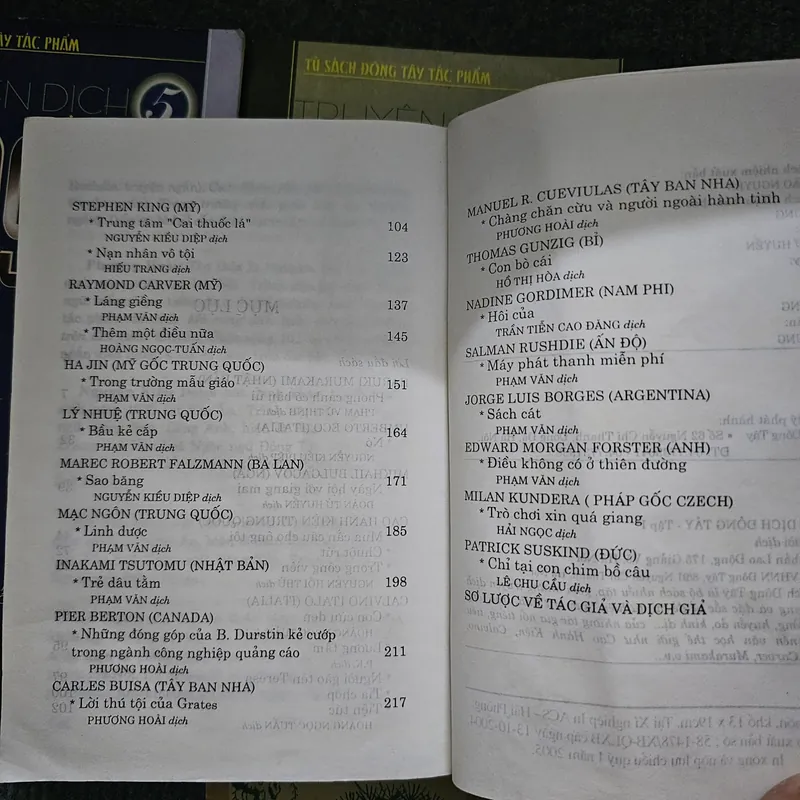 ÂY TÁC PHẨM
ỆN DỊCH
5
TỦ SÁCH ĐÔNG TÂY TÁC PHẨM
TRUYỆN
STEPHEN KING (MỸ)
* Trung tâm "Cai thuốc lá" 104
NGUYỄN KIỀU DIỆP dịch
* Nạn nhân vô tội 123
HIẾU TRANG dịch
RAYMOND CARVER (MỸ)
* Láng giềng 137
PHẠM VĂN dịch
* Thêm một điều nữa 145
HOÀNG NGỌC-TUẤN dịch
HA JIN (MỸ GỐC TRUNG QUỐC)
* Trong trường mẫu giáo 151
PHẠM VĂN dịch
LÝ NHUỆ (TRUNG QUỐC)
* Bầu kẻ cắp 164
PHẠM VĂN dịch
MAREC ROBERT FALZMANN (BA LAN)
* Sao băng 171
NGUYỄN KIỀU DIỆP dịch
MẠC NGÔN (TRUNG QUỐC)
* Linh dược 185
PHẠM VĂN dịch
INAKAMI TSUTOMU (NHẬT BẢN)
* Trẻ dâu tằm 198
PHẠM VĂN dịch
PIER BERTON (CANADA)
* Những đóng góp của B. Durstin kẻ cướp
trong ngành công nghiệp quảng cáo 211
PHƯƠNG HOÀI dịch
CARLES BUISA (TÂY BAN NHA)
* Lời thú tội của Grates 217
PHƯƠNG HOÀI dịch
MANUEL R. CUEVIULAS (TÂY BAN NHA)
* Chàng chăn cừu và người ngoài hành tinh
PHƯƠNG HOÀI dịch
THOMAS GUNZIG (BỈ)
* Con bò cái
HỒ THỊ HÒA dịch
NADINE GORDIMER (NAM PHI)
* Hôi của
TRẦN TIỄN CAO ĐĂNG dịch
SALMAN RUSHDIE (ẤN ĐỘ)
* Máy phát thanh miễn phí
PHẠM VĂN dịch
JORGE LUIS BORGES (ARGENTINA)
* Sách cát
PHẠM VĂN dịch
EDWARD MORGAN FORSTER (ANH)
* Điều không có ở thiên đường
PHẠM VĂN dịch
MILAN KUNDERA ( PHÁP GỐC CZECH)
* Trò chơi xin quá giang
HẢI NGỌC dịch
PATRICK SUSKIND (ĐỨC)
* Chỉ tại con chim bồ câu
LÊ CHU CẦU dịch
SƠ LƯỢC VỀ TÁC GIẢ VÀ DỊCH GIẢ